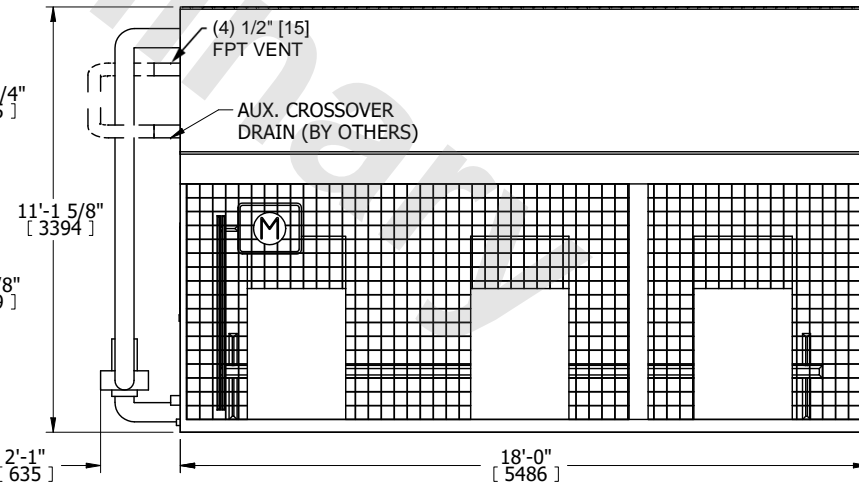 (4) 1/2" [15]
FPT VENT
AUX. CROSSOVER
DRAIN (BY OTHERS)
11'-1 5/8"
[ 3394 ]
M
2'-1"
[ 635 ]
18'-0"
[ 5486 ]